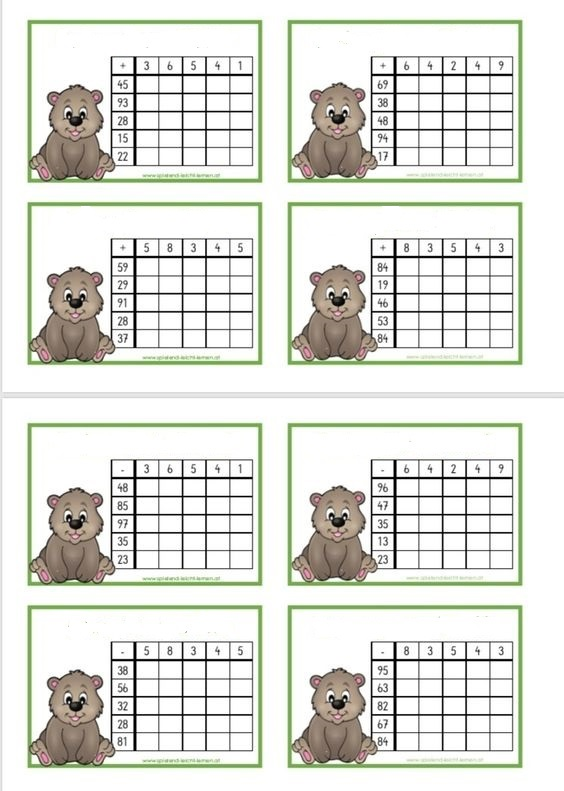 + 3 6 5 4 1
45
93
28
15
22
www.spielend-leicht-lernen.at
+ 6 4 2 4 9
69
38
48
94
17
www.spielend-leicht-lernen.at
+ 5 8 3 4 5
59
29
91
28
37
www.spielend-leicht-lernen.at
+ 8 3 5 4 3
84
19
46
53
84
www.spielend-leicht-lernen.at
- 3 6 5 4 1
48
85
97
35
23
www.spielend-leicht-lernen.at
- 6 4 2 4 9
96
47
35
13
23
www.spielend-leicht-lernen.at
- 5 8 3 4 5
38
56
32
28
81
www.spielend-leicht-lernen.at
- 8 3 5 4 3
95
63
82
67
84
www.spielend-leicht-lernen.at